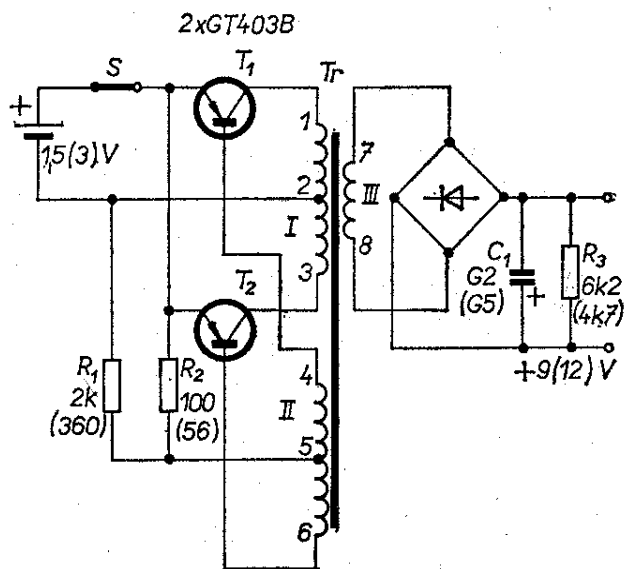 2xGT403B
S
T1
Tr
+
1,5(3)V
1
2
I
3
7
III
8
C1
G2
(G5)
+
R3
6k2
(4k7)
+9(12)V
T2
R1
2k
(360)
R2
100
(56)
4
II
5
6